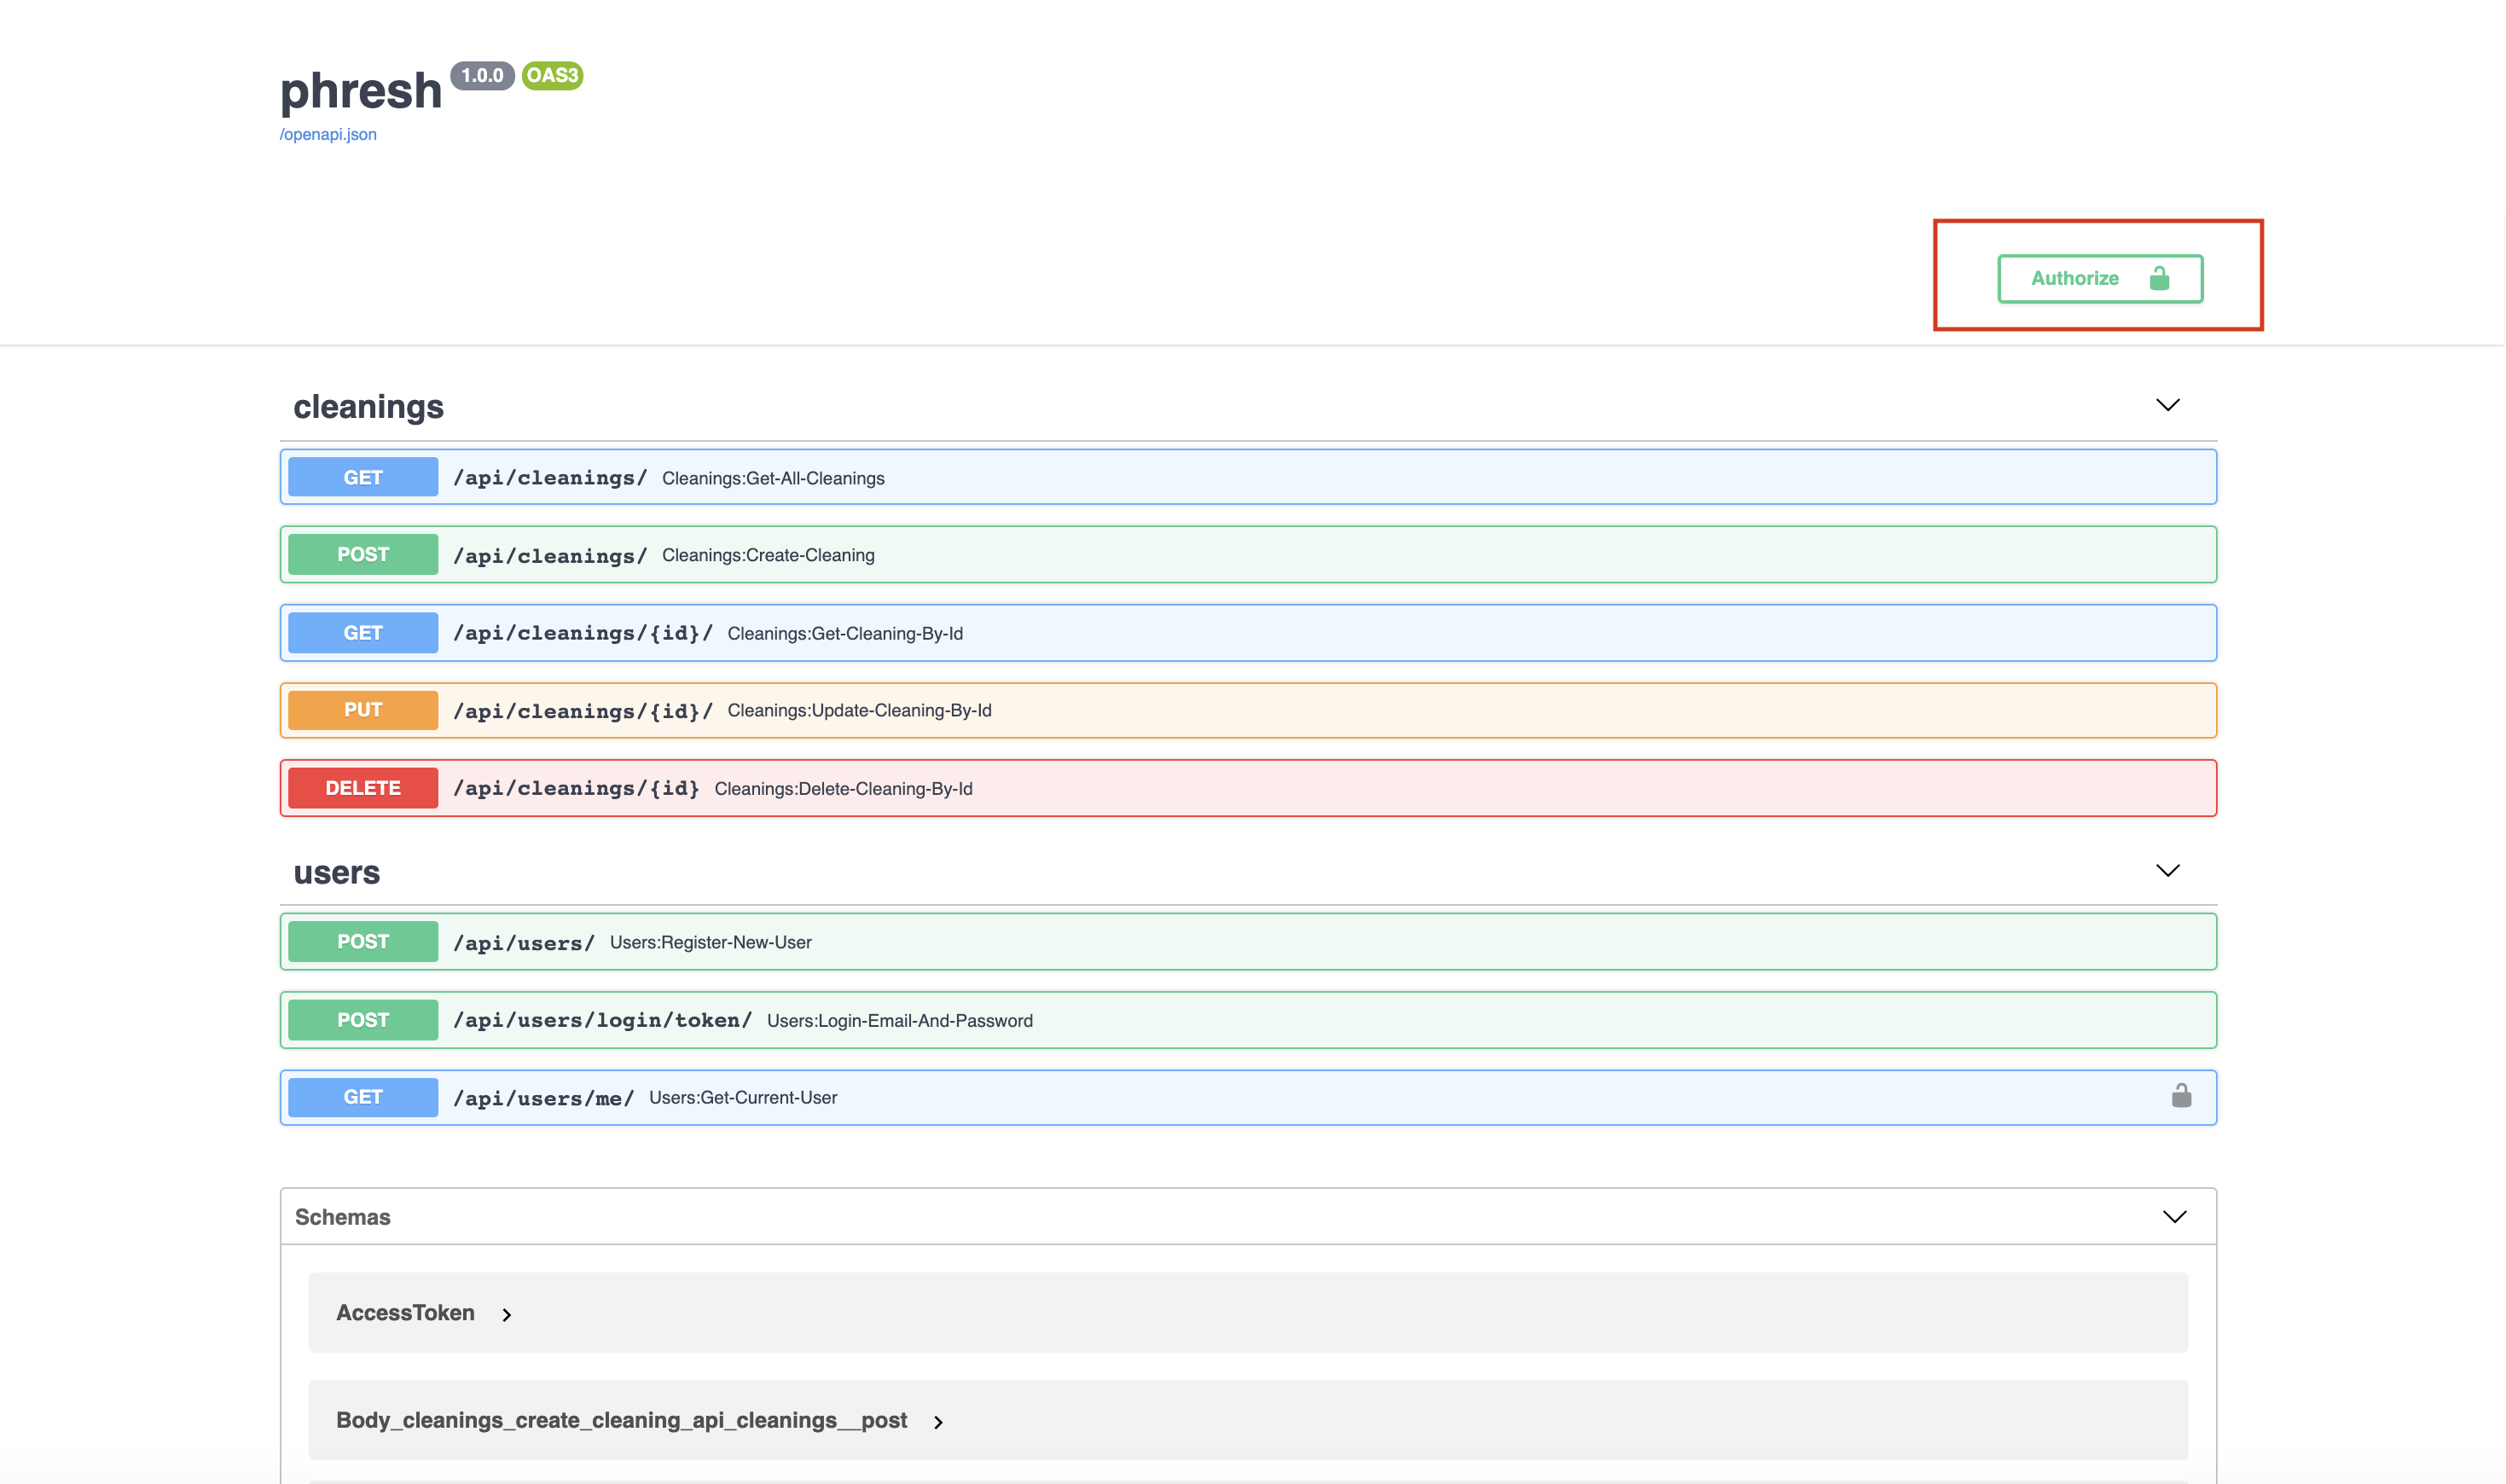 phresh 1.0.0 OAS3
/openapi.json
Authorize
cleanings
GET /api/cleanings/ Cleanings:Get-All-Cleanings
POST /api/cleanings/ Cleanings:Create-Cleaning
GET /api/cleanings/{id}/ Cleanings:Get-Cleaning-By-Id
PUT /api/cleanings/{id}/ Cleanings:Update-Cleaning-By-Id
DELETE /api/cleanings/{id} Cleanings:Delete-Cleaning-By-Id
users
POST /api/users/ Users:Register-New-User
POST /api/users/login/token/ Users:Login-Email-And-Password
GET /api/users/me/ Users:Get-Current-User
Schemas
AccessToken
Body_cleanings_create_cleaning_api_cleanings__post